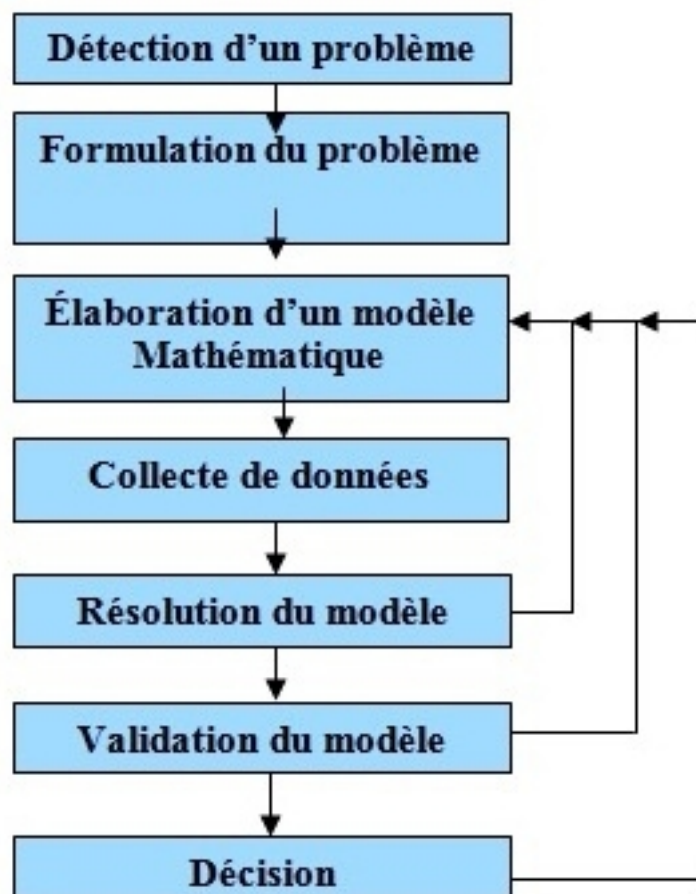 Détection d’un problème
Formulation du problème
Élaboration d’un modèle
Mathématique
Collecte de données
Résolution du modèle
Validation du modèle
Décision